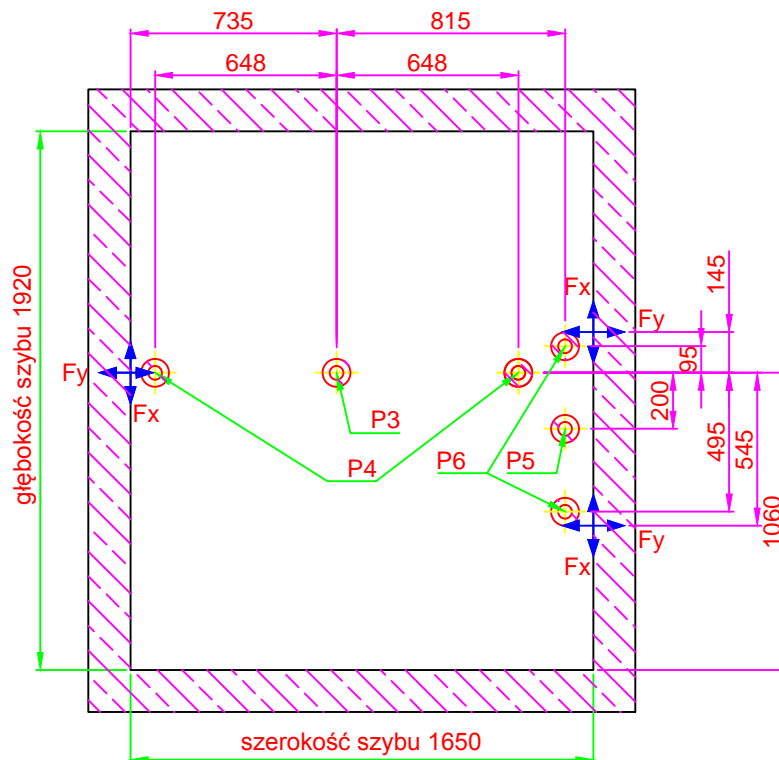 735
815
648
648
145
Fx
Fy
95
Fy
Fx
głębokość szybu 1920
P3
200
P4
P6
P5
495
545
1060
Fy
Fx
szerokość szybu 1650